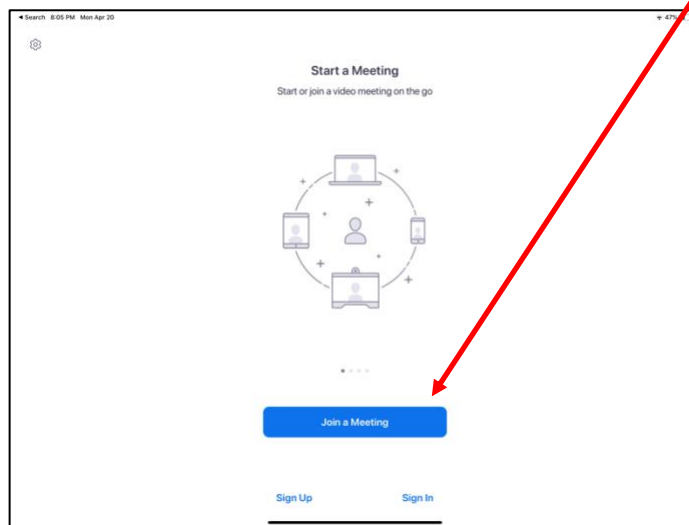 Search 8:05 PM Mon Apr 20 47%
Start a Meeting
Start or join a video meeting on the go
Join a Meeting
Sign Up Sign In